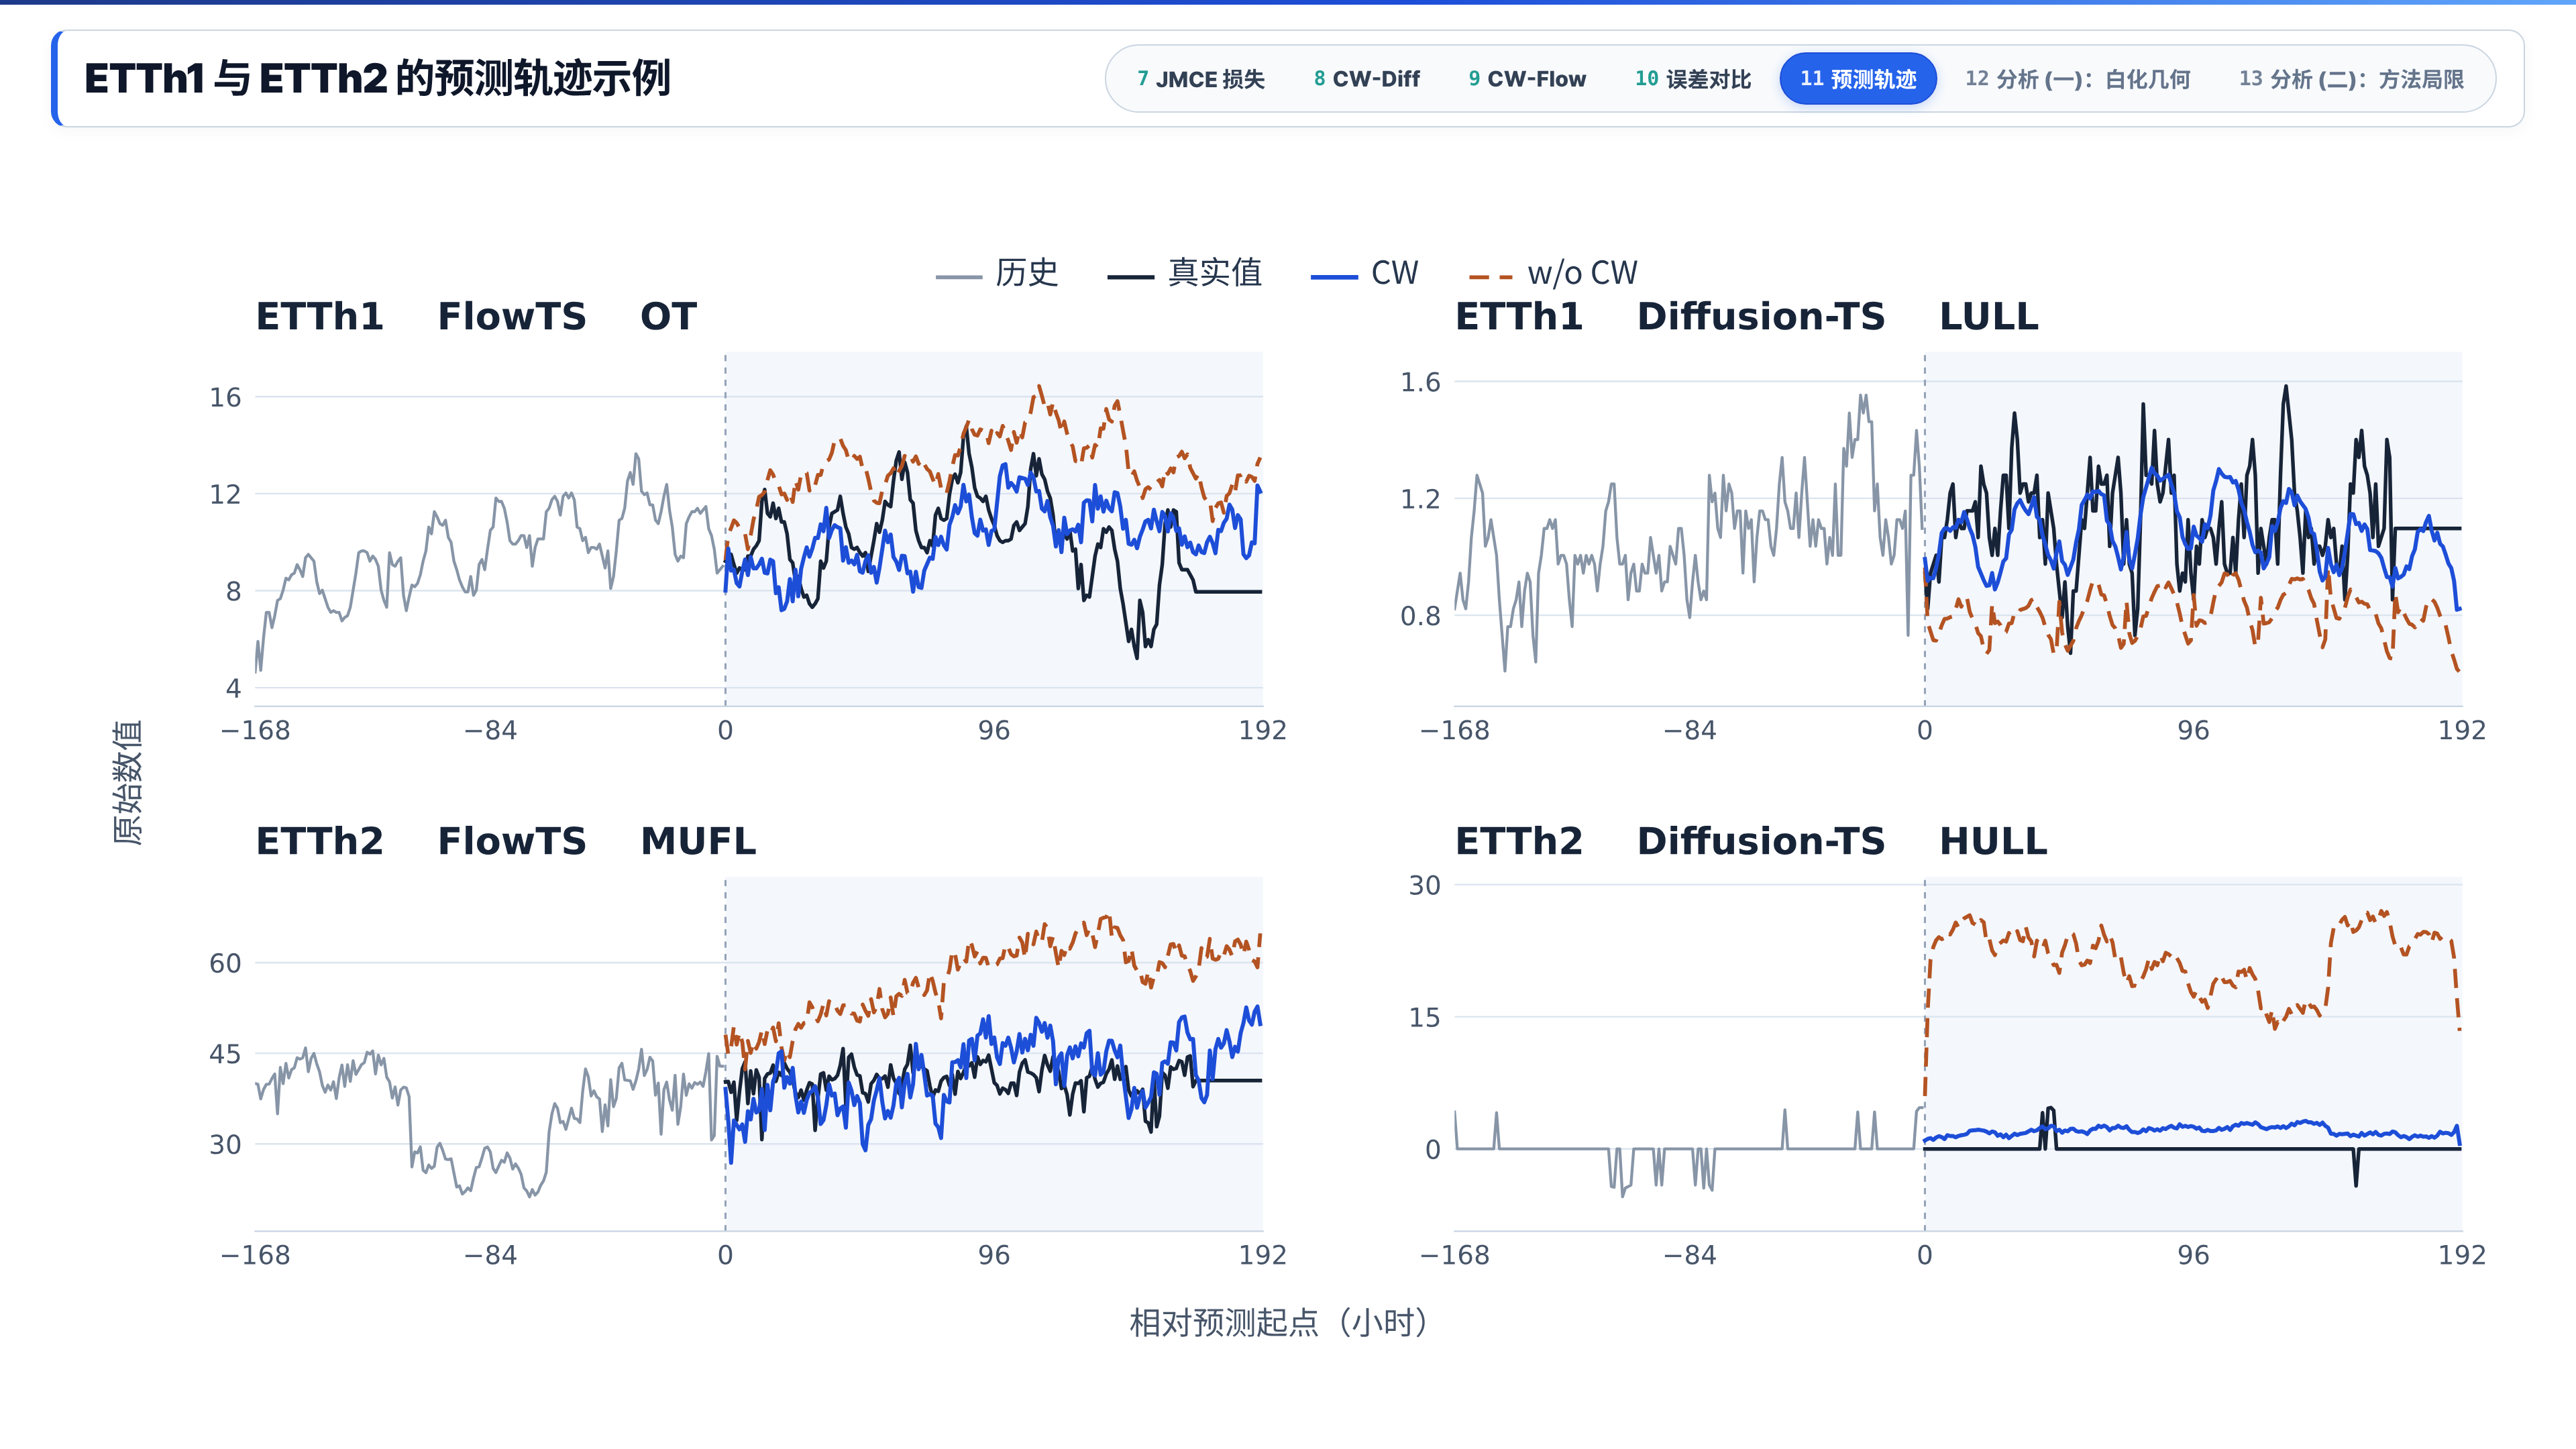 ETTh1 与 ETTh2 的预测轨迹示例
7 JMCE 损失 8 CW-Diff 9 CW-Flow 10 误差对比 11 预测轨迹 12 分析 (一)：白化几何 13 分析 (二)：方法局限
历史 真实值 CW w/o CW
ETTh1 FlowTS OT
16
12
8
4
−168 −84 0 96 192
ETTh1 Diffusion-TS LULL
1.6
1.2
0.8
−168 −84 0 96 192
原始数值
ETTh2 FlowTS MUFL
60
45
30
−168 −84 0 96 192
ETTh2 Diffusion-TS HULL
30
15
0
−168 −84 0 96 192
相对预测起点（小时）